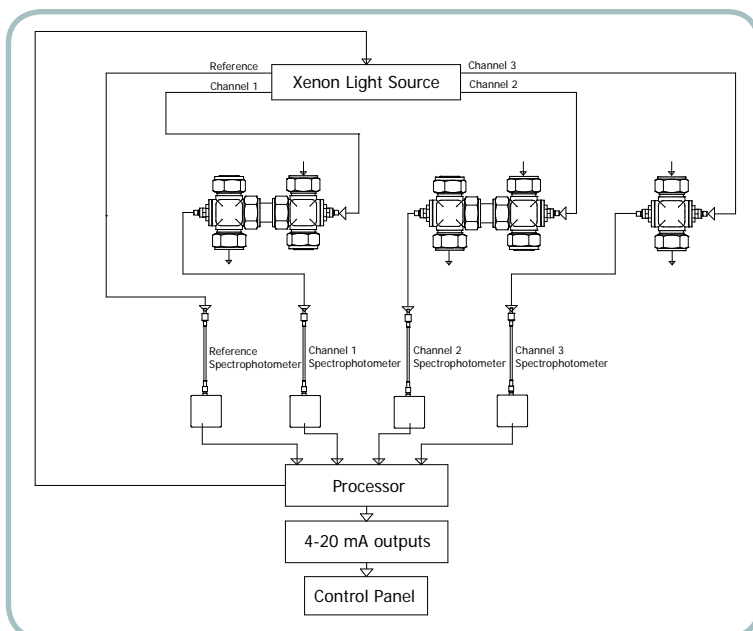 Reference
Channel 3
Xenon Light Source
Channel 1
Channel 2
Reference
Spectrophotometer
Channel 1
Spectrophotometer
Channel 2
Spectrophotometer
Channel 3
Spectrophotometer
Processor
4-20 mA outputs
Control Panel